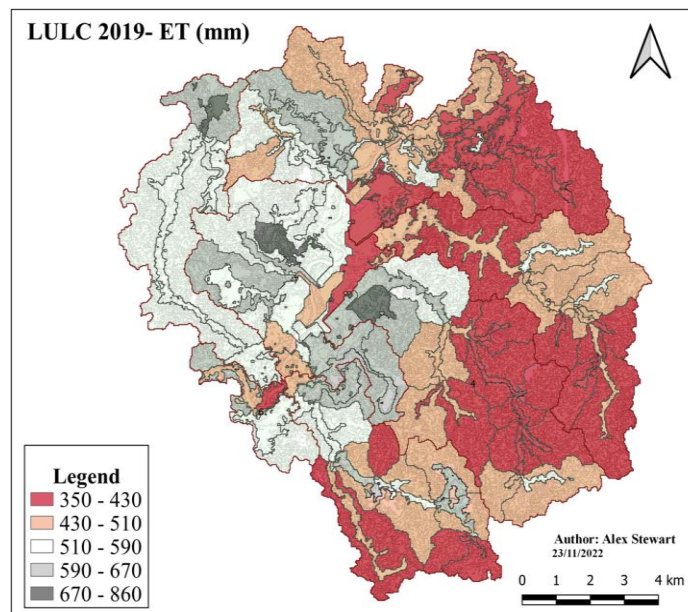 LULC 2019- ET (mm)
Legend
350 - 430
430 - 510
510 - 590
590 - 670
670 - 860
Author: Alex Stewart
23/11/2022
0 1 2 3 4 km